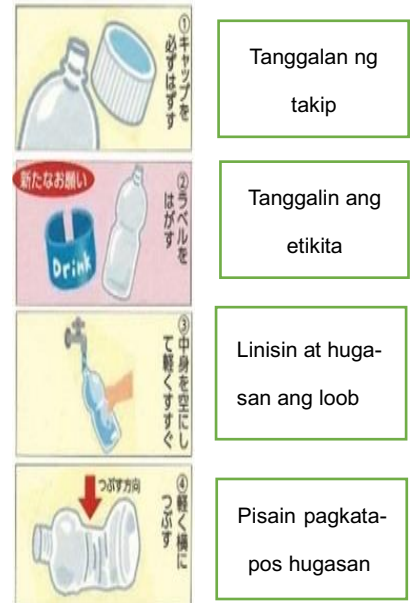 ①キャップを
必ずはずす
Tanggalan ng
takip
新たなお願い
②ラベルを
はがす
Drink
Tanggalin ang
etikita
③中身を空にし
て軽くすすぐ
Linisin at huga-
san ang loob
④軽く横に
つぶす
つぶす方向
Pisain pagkata-
pos hugasan